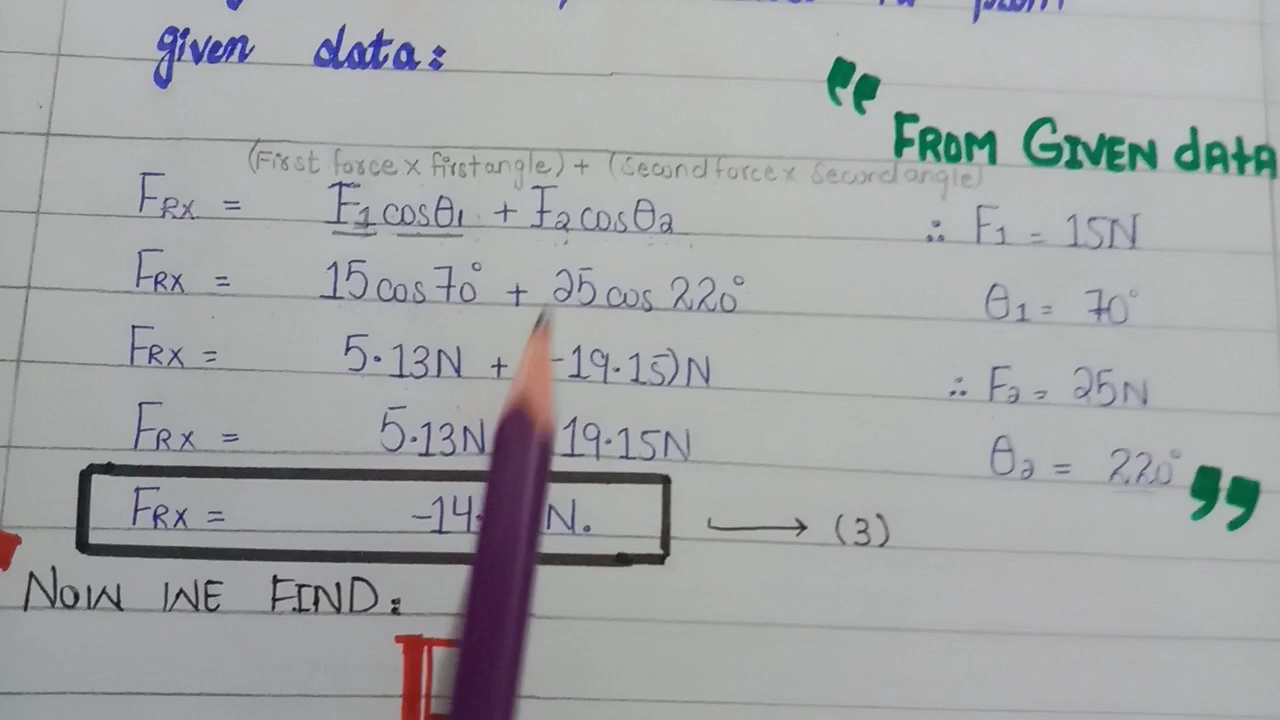 given data:
“ FROM GIVEN data
(First force x first angle) + (Second force x second angle)
FRX = F1 cosθ1 + F2 cosθ2
∴ F1 = 15N
FRX = 15 cos 70° + 25 cos 220°
θ1 = 70°
FRX = 5.13N + -19.15)N
∴ F2 = 25N
FRX = 5.13N 19.15N
θ2 = 220° ”
FRX = -14. N. → (3)
NOW WE FIND: